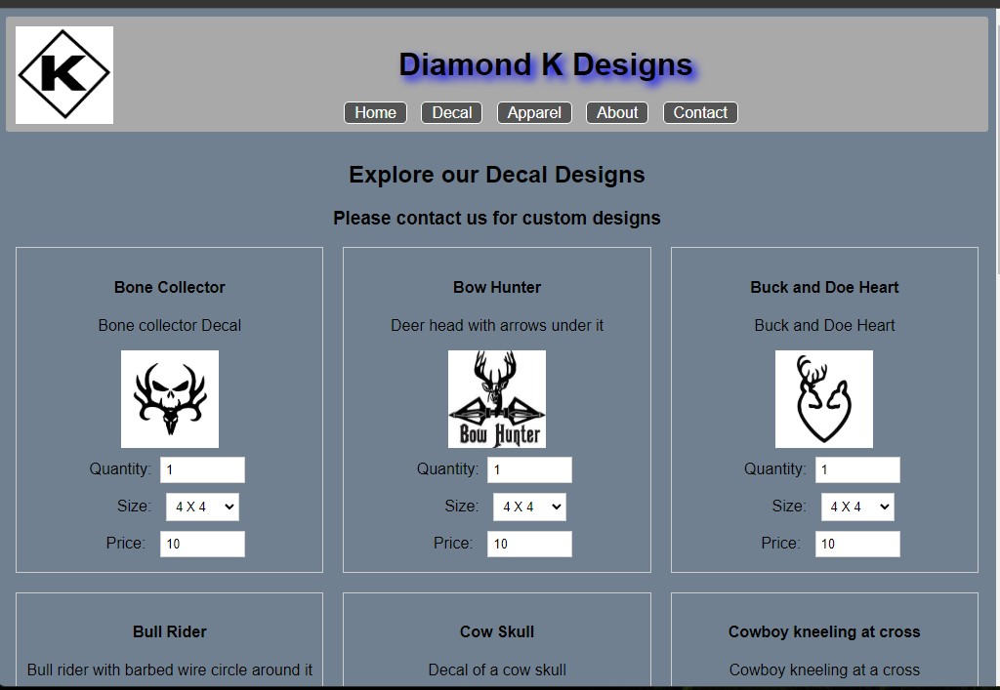 K
Diamond K Designs
Home Decal Apparel About Contact
Explore our Decal Designs
Please contact us for custom designs
Bone Collector
Bone collector Decal
Quantity: 1
Size: 4 X 4
Price: 10
Bow Hunter
Deer head with arrows under it
Bow Hunter
Quantity: 1
Size: 4 X 4
Price: 10
Buck and Doe Heart
Buck and Doe Heart
Quantity: 1
Size: 4 X 4
Price: 10
Bull Rider
Bull rider with barbed wire circle around it
Cow Skull
Decal of a cow skull
Cowboy kneeling at cross
Cowboy kneeling at a cross